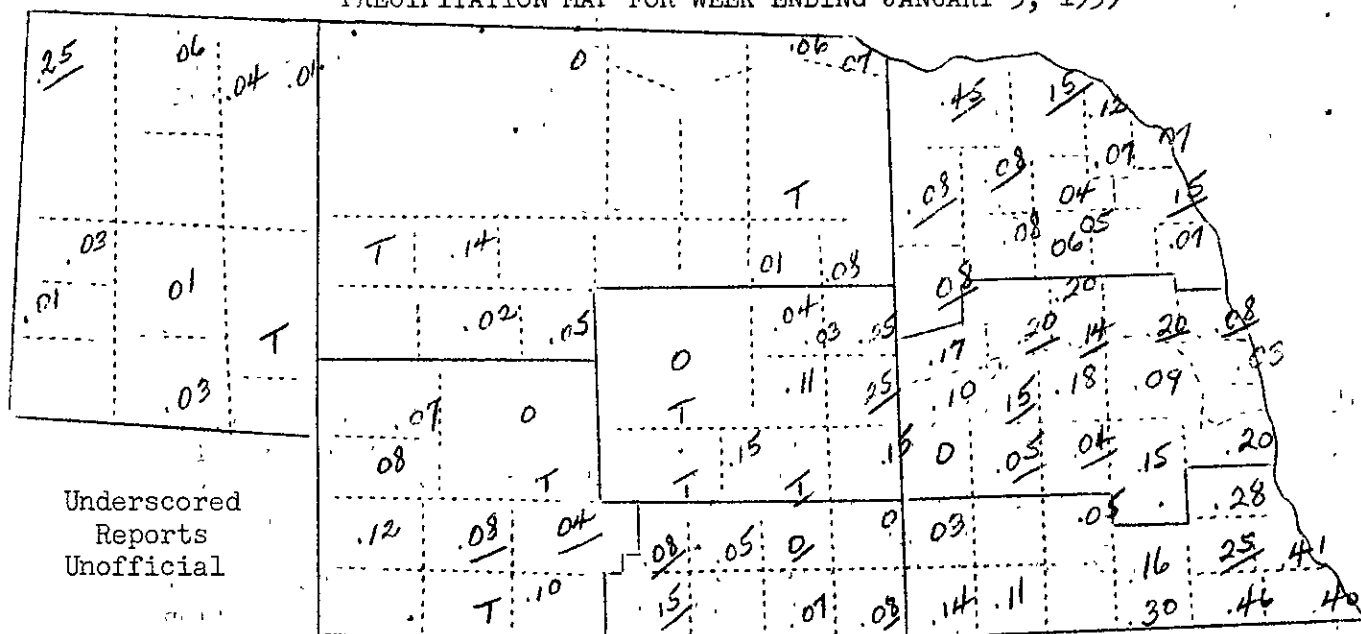 PRECIPITATION MAP FOR WEEK ENDING JANUARY 3, 1939
.25 06 .04 .01 0 .06 07
.45 15 .12 07
.08 .08 .07 04 15
T
.03 T .14 .08 06 05 .07
01 .08
.01 01 .02 .05 .04 .03 .25 08 .20
T 0 .17 .20 14 .20 .08 03
.03 .07 0 T .11 25 .10 15 .18 .09
08 T .15 .15 0 .05 .04 .15 .20
T T
Underscored
Reports
Unofficial
.12 .08 04 .08 .05 0 0 03 .05 .28
.16 25 41
T .10 15 .07 .08 .14 .11 .30 .46 .40